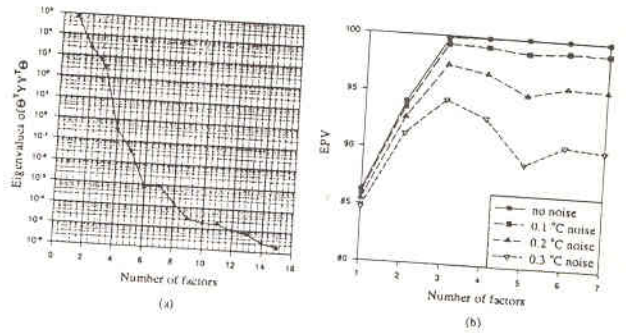 Eigenvalues of ΘᵀYYᵀΘ
0 2 4 6 8 10 12 14 16
Number of factors
(a)
100
95
90
85
80
EPV
no noise
0.1 °C noise
0.2 °C noise
0.3 °C noise
1 2 3 4 5 6 7
Number of factors
(b)